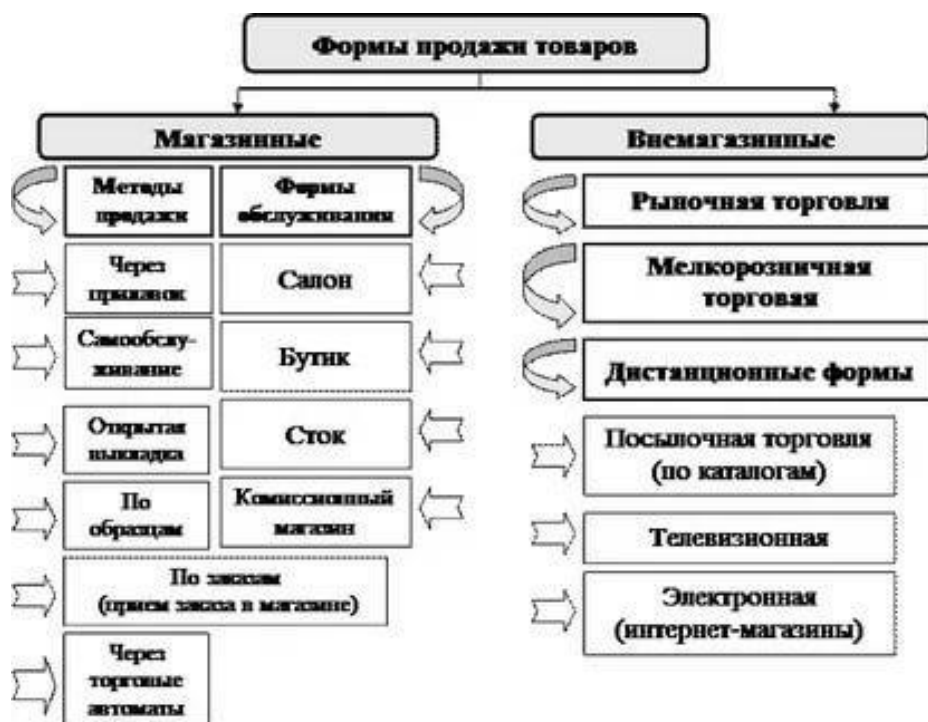 Формы продажи товаров
Магазинные
Внемагазинные
Методы
продажи
Формы
обслуживания
Через
прилавок
Салон
Самообслу-
живание
Бутик
Открытая
выкладка
Сток
По
образцам
Комиссионный
магазин
По заказам
(прием заказа в магазине)
Через
торговые
автоматы
Рыночная торговля
Мелкорозничная
торговая
Дистанционные формы
Посылочная торговля
(по каталогам)
Телевизионная
Электронная
(интернет-магазины)